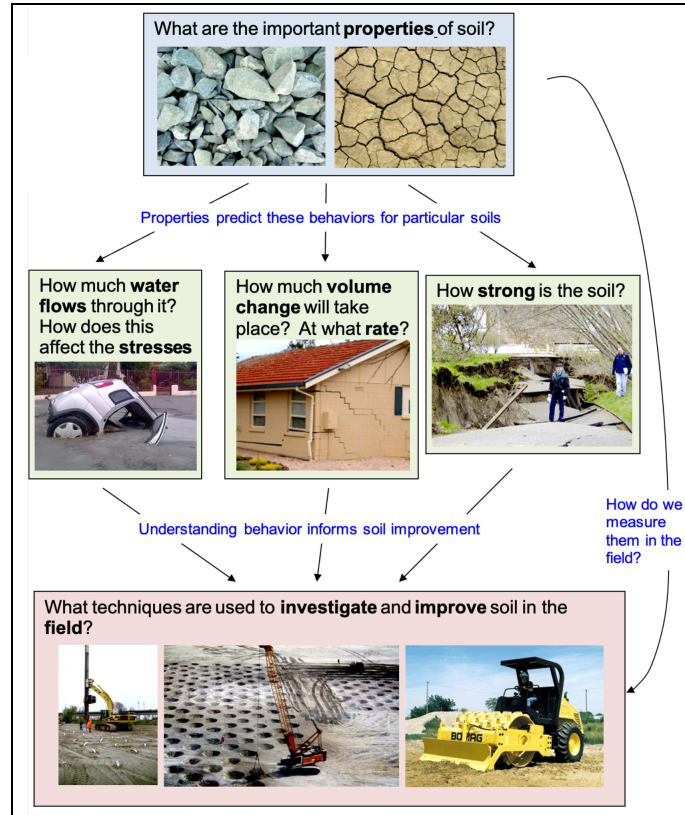 What are the important properties of soil?
Properties predict these behaviors for particular soils
How much water
flows through it?
How does this
affect the stresses
How much volume
change will take
place? At what rate?
How strong is the soil?
Understanding behavior informs soil improvement
How do we
measure
them in the
field?
What techniques are used to investigate and improve soil in the
field?
BOMAG